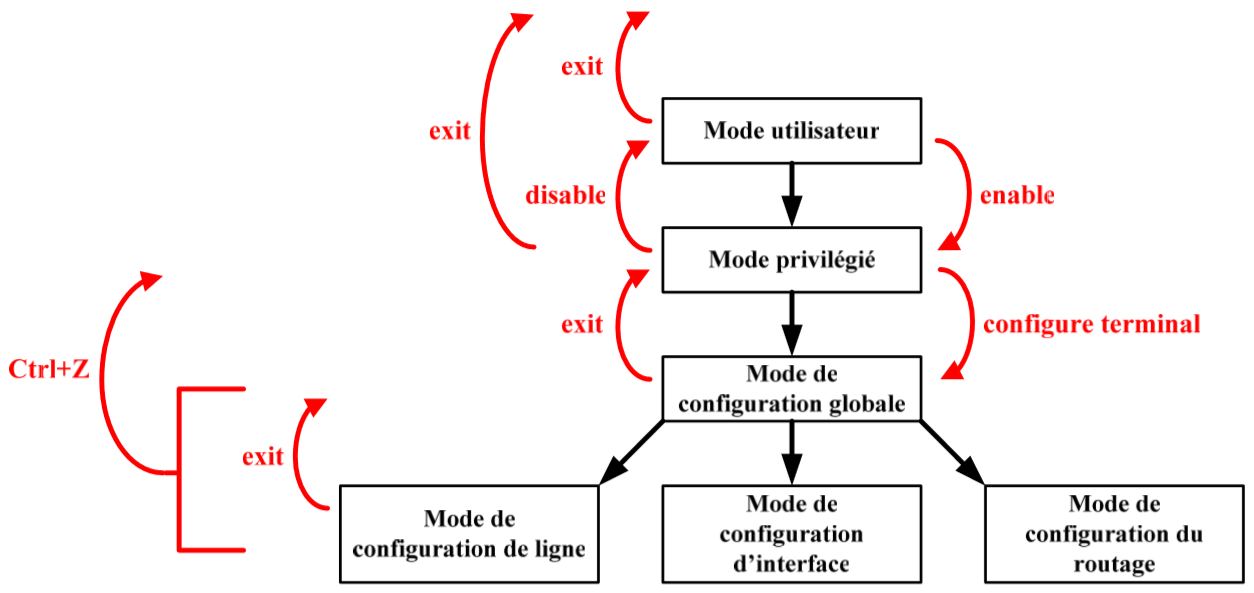 exit
exit
Mode utilisateur
disable
enable
Mode privilégié
exit
configure terminal
Ctrl+Z
Mode de
configuration globale
exit
Mode de
configuration de ligne
Mode de
configuration
d’interface
Mode de
configuration du
routage